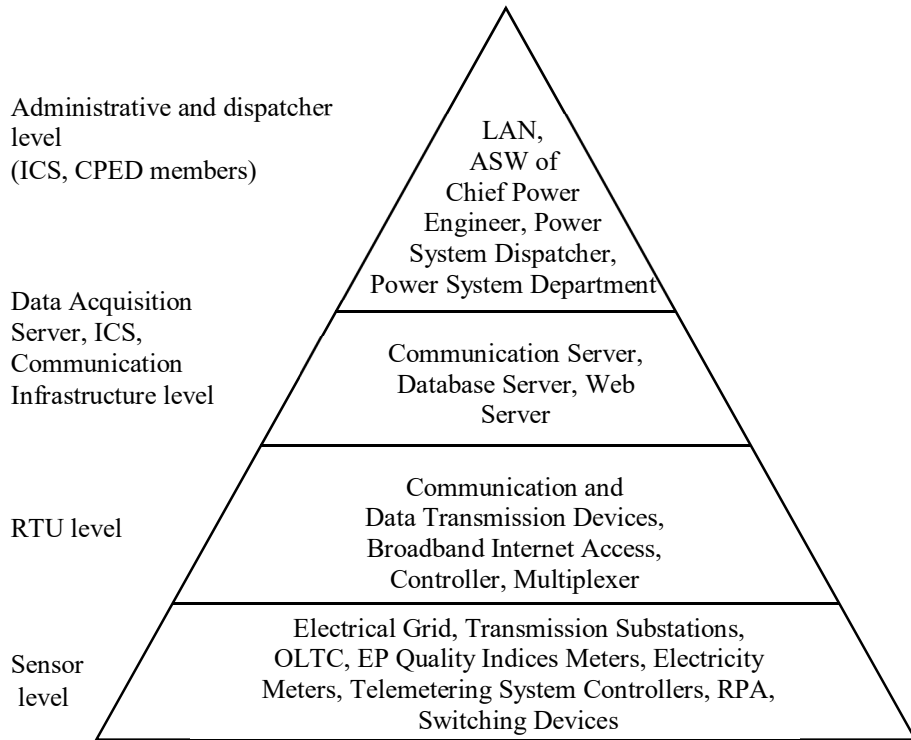 Administrative and dispatcher
level
(ICS, CPED members)
LAN,
ASW of
Chief Power
Engineer, Power
System Dispatcher,
Power System Department
Data Acquisition
Server, ICS,
Communication
Infrastructure level
Communication Server,
Database Server, Web
Server
RTU level
Communication and
Data Transmission Devices,
Broadband Internet Access,
Controller, Multiplexer
Sensor
level
Electrical Grid, Transmission Substations,
OLTC, EP Quality Indices Meters, Electricity
Meters, Telemetering System Controllers, RPA,
Switching Devices